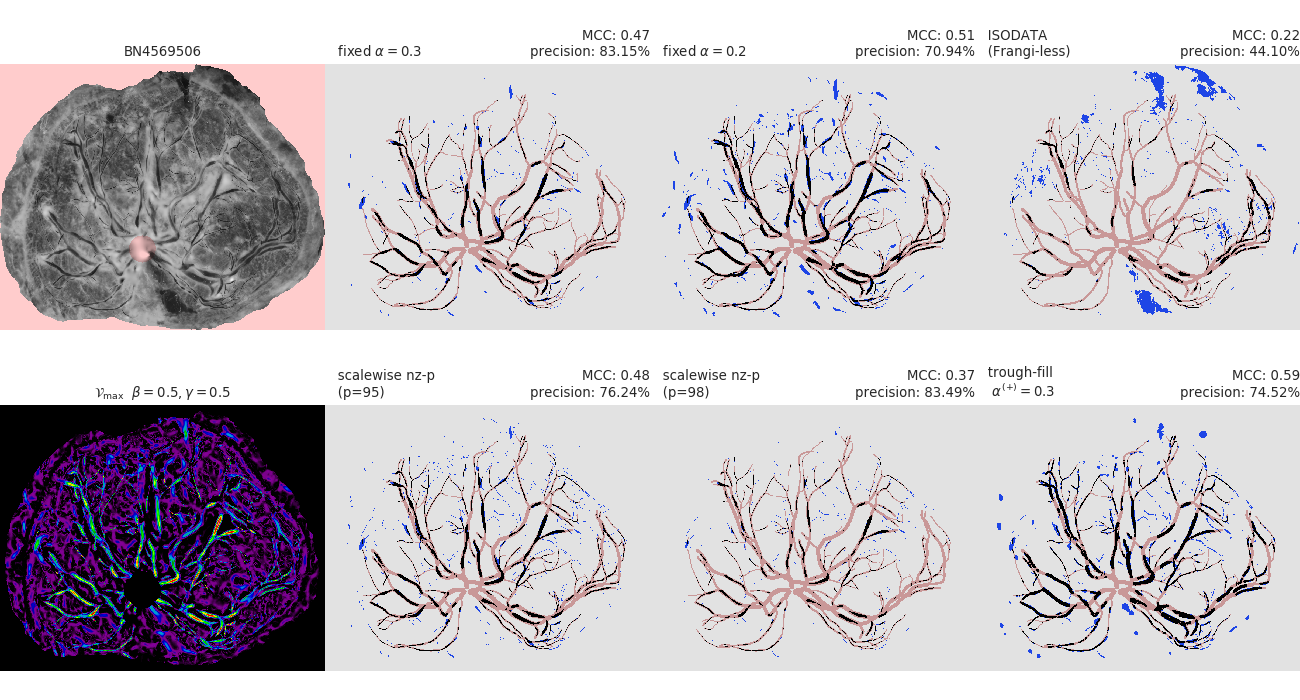 BN4569506
fixed α = 0.3
MCC: 0.47
precision: 83.15%
fixed α = 0.2
MCC: 0.51
precision: 70.94%
ISODATA
(Frangi-less)
MCC: 0.22
precision: 44.10%
𝒱max β = 0.5, γ = 0.5
scalewise nz-p
(p=95)
MCC: 0.48
precision: 76.24%
scalewise nz-p
(p=98)
MCC: 0.37
precision: 83.49%
trough-fill
α(+) = 0.3
MCC: 0.59
precision: 74.52%